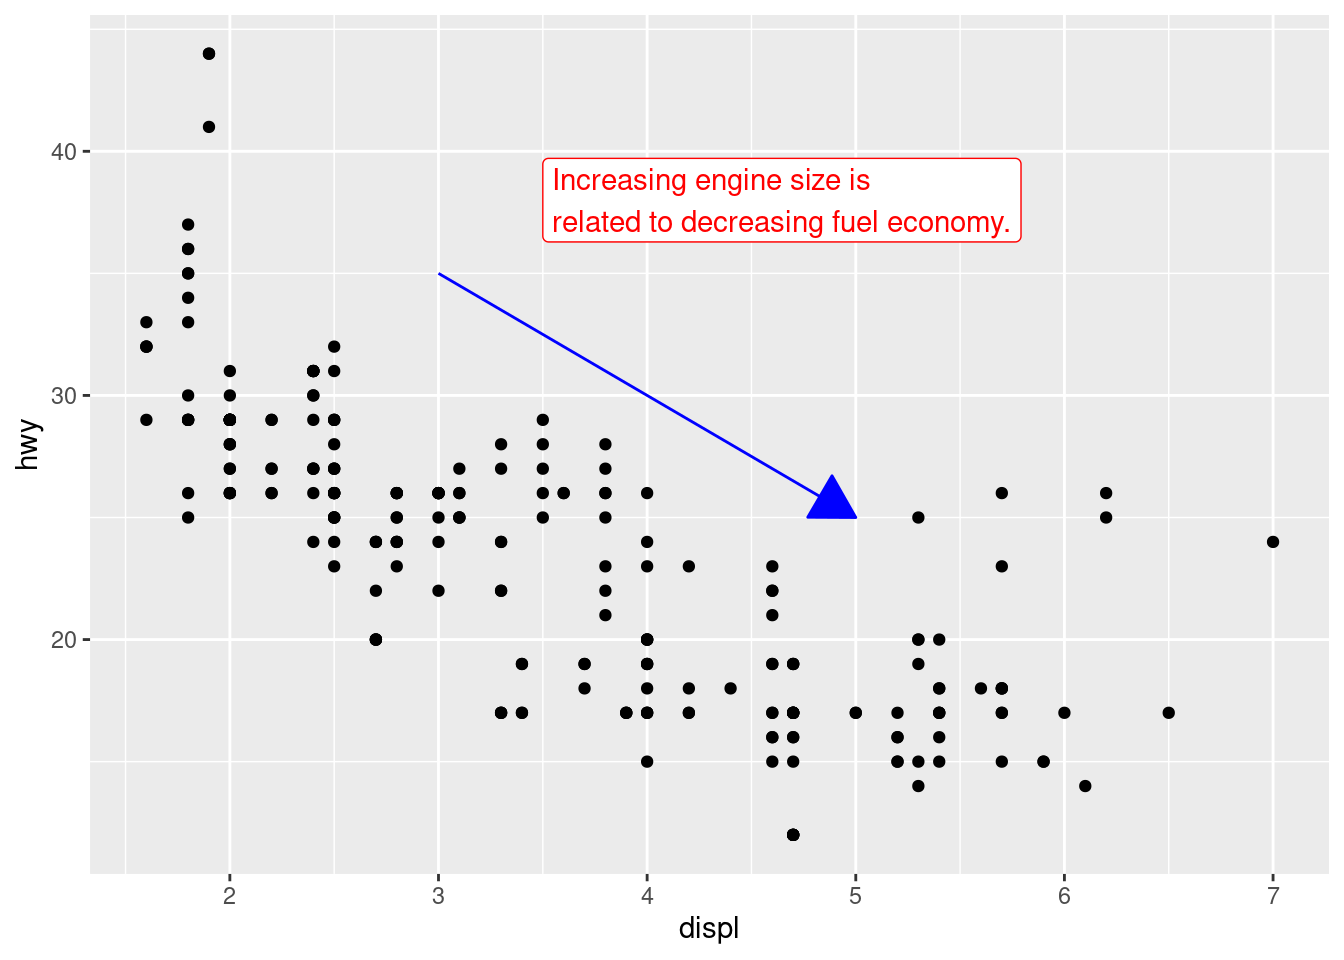 40
30
20
hwy
Increasing engine size is
related to decreasing fuel economy.
2 3 4 5 6 7
displ